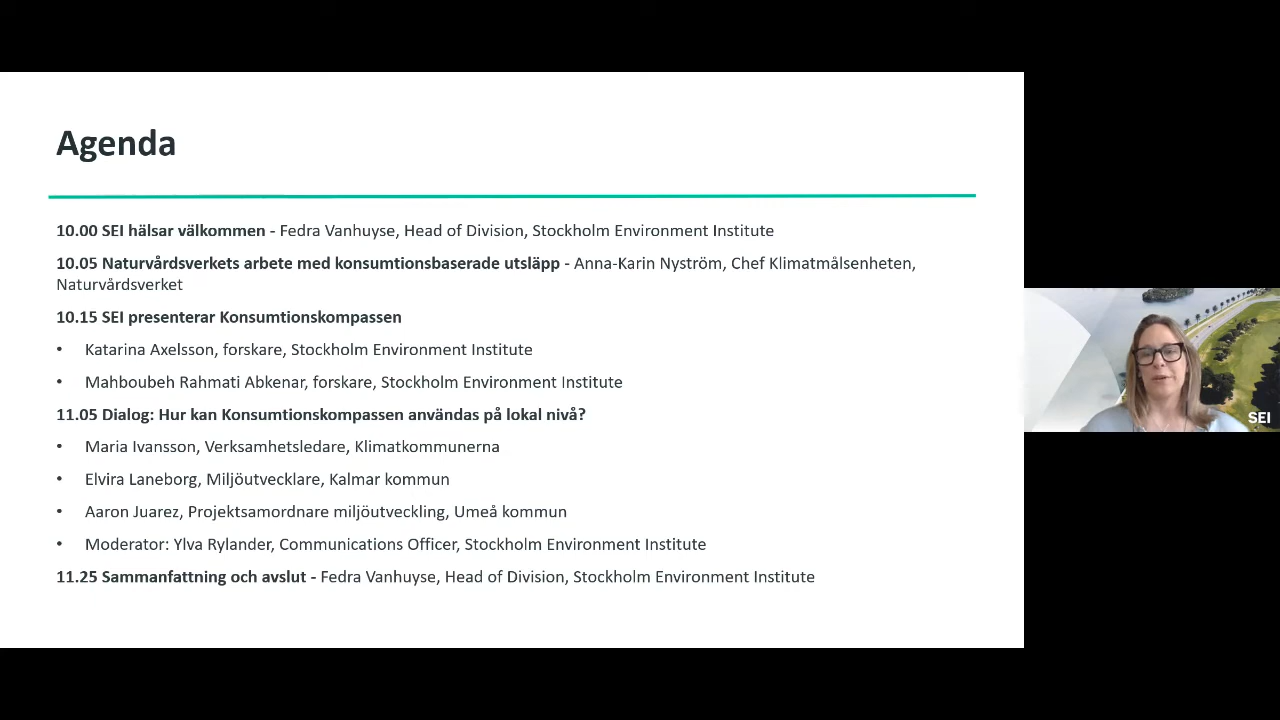 Agenda
10.00 SEI hälsar välkommen - Fedra Vanhuyse, Head of Division, Stockholm Environment Institute
10.05 Naturvårdsverkets arbete med konsumtionsbaserade utsläpp - Anna-Karin Nyström, Chef Klimatmålsenheten,
Naturvårdsverket
10.15 SEI presenterar Konsumtionskompassen
• Katarina Axelsson, forskare, Stockholm Environment Institute
• Mahboubeh Rahmati Abkenar, forskare, Stockholm Environment Institute
11.05 Dialog: Hur kan Konsumtionskompassen användas på lokal nivå?
• Maria Ivansson, Verksamhetsledare, Klimatkommunerna
• Elvira Laneborg, Miljöutvecklare, Kalmar kommun
• Aaron Juarez, Projektsamordnare miljöutveckling, Umeå kommun
• Moderator: Ylva Rylander, Communications Officer, Stockholm Environment Institute
11.25 Sammanfattning och avslut - Fedra Vanhuyse, Head of Division, Stockholm Environment Institute
SEI